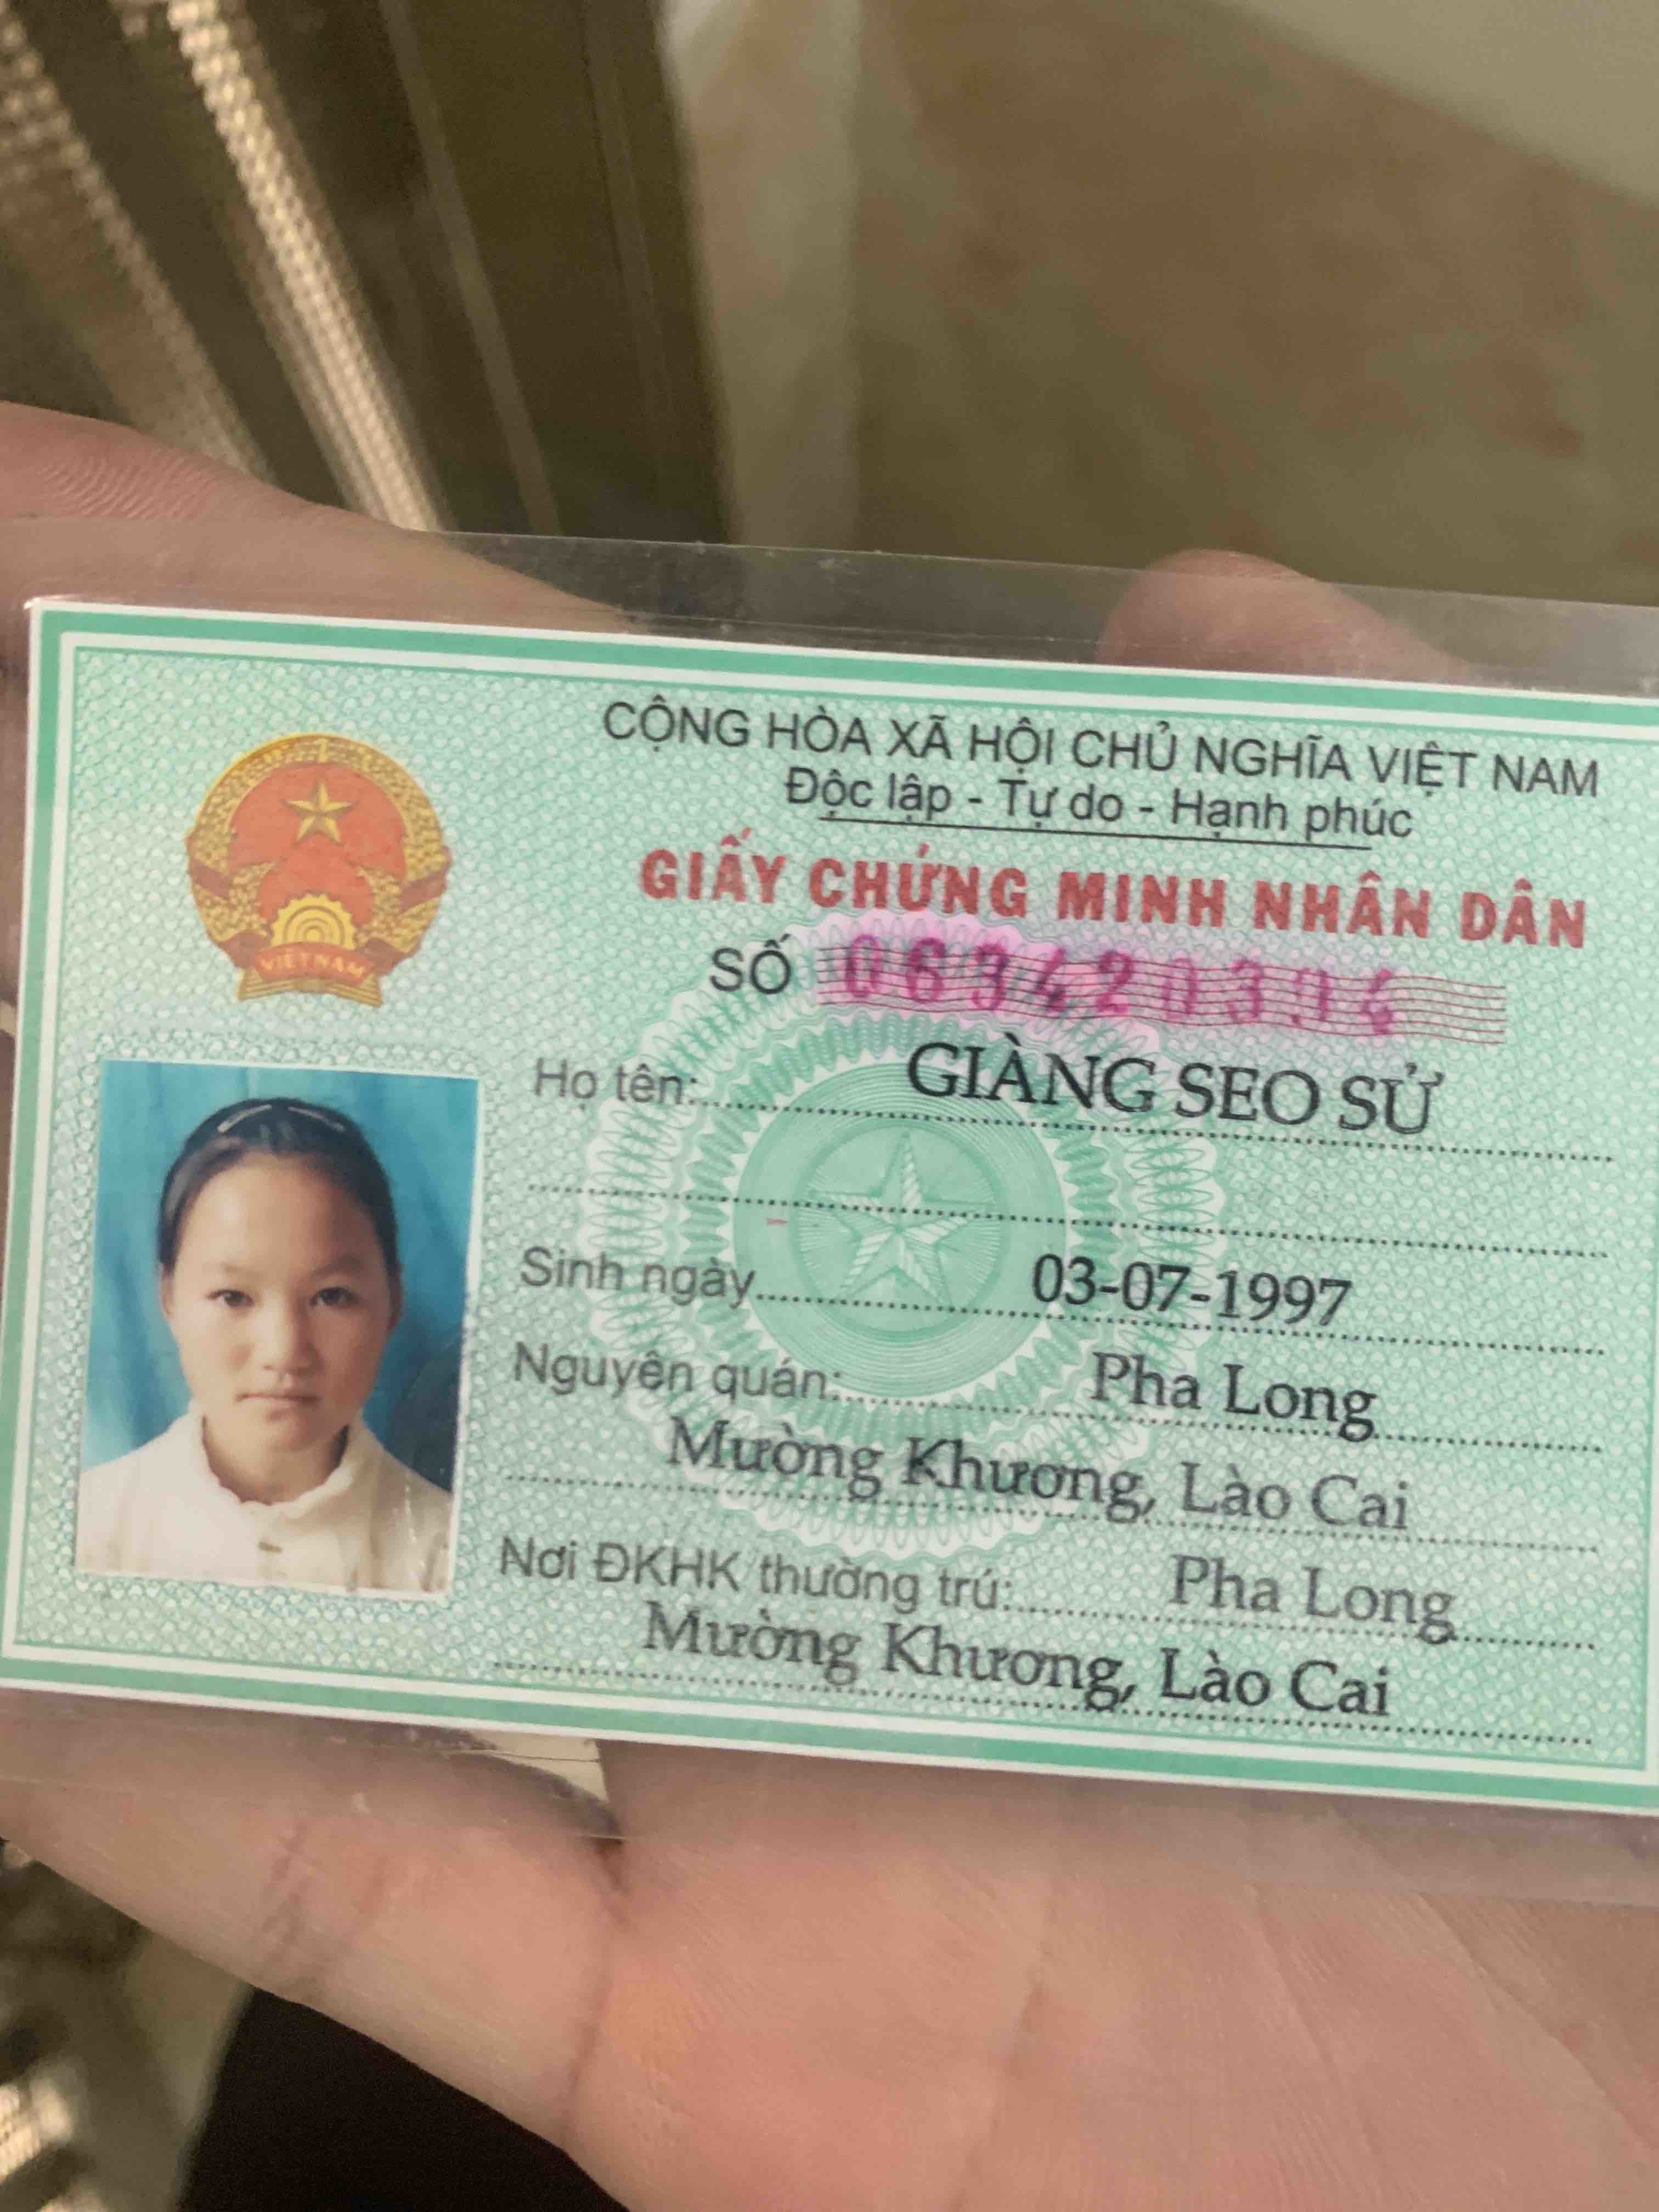 CỘNG HÒA XÃ HỘI CHỦ NGHĨA VIỆT NAM
Độc lập - Tự do - Hạnh phúc
GIẤY CHỨNG MINH NHÂN DÂN
SỐ
VIỆT NAM
Họ tên: GIÀNG SEO SỬ
Sinh ngày 03-07-1997
Nguyên quán: Pha Long
Mường Khương, Lào Cai
Nơi ĐKHK thường trú: Pha Long
Mường Khương, Lào Cai